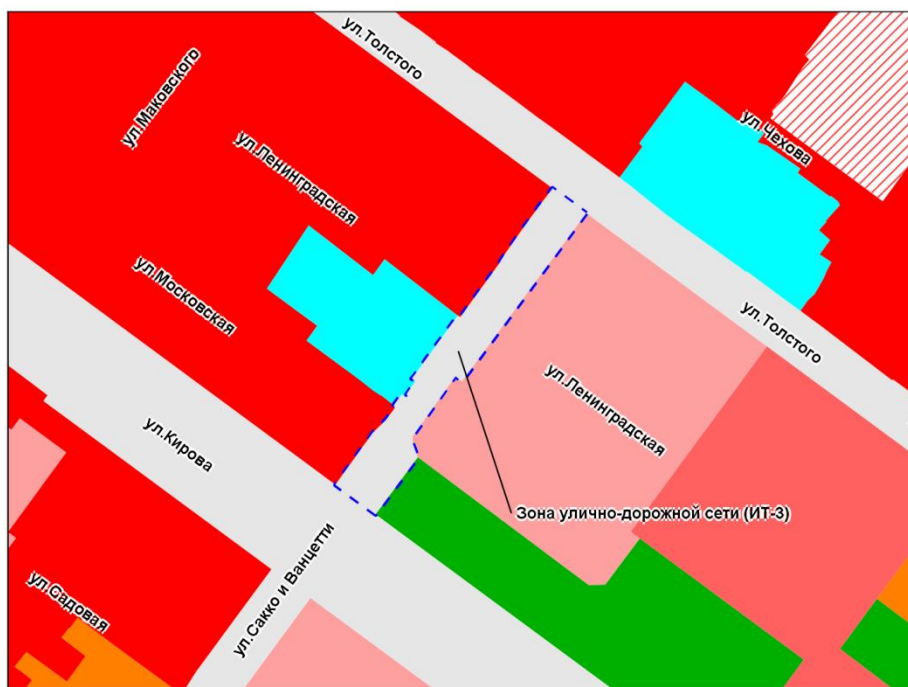 ул.Толстого
ул.Маковского
ул.Чехова
ул.Ленинградская
ул.Московская
ул.Толстого
ул.Ленинградская
ул.Кирова
Зона улично-дорожной сети (ИТ-3)
ул.Сакко и Ванцетти
ул.Садовая